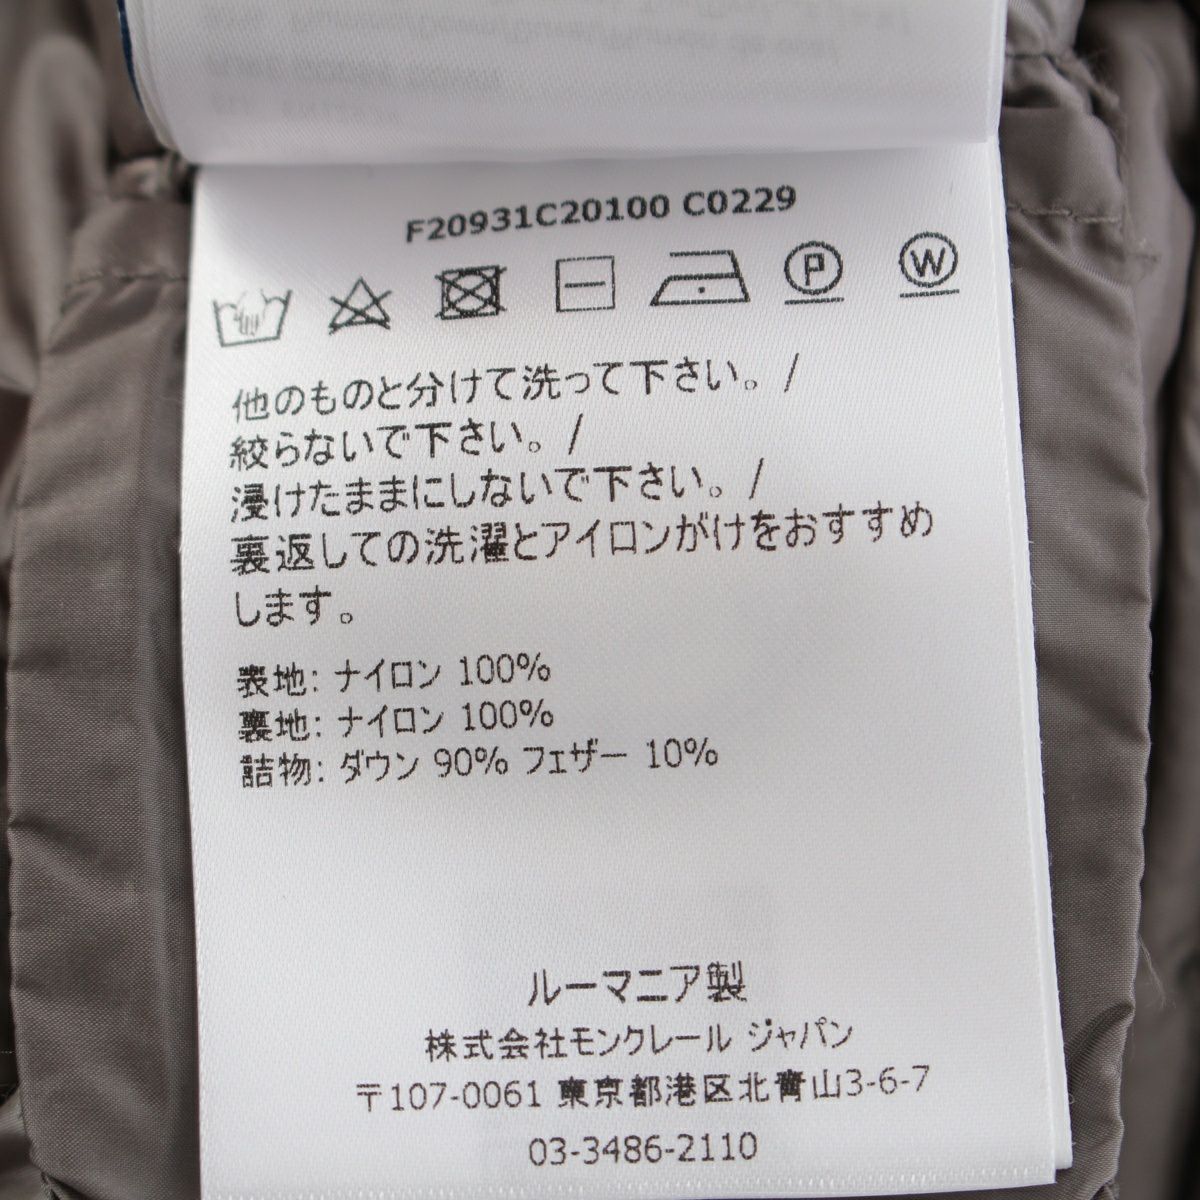 F20931C20100 C0229
P W
他のものと分けて洗って下さい。/
絞らないで下さい。/
浸けたままにしないで下さい。/
裏返しての洗濯とアイロンがけをおすすめ
します。
表地: ナイロン 100%
裏地: ナイロン 100%
詰物: ダウン 90% フェザー 10%
ルーマニア製
株式会社モンクレール ジャパン
〒107-0061 東京都港区北青山3-6-7
03-3486-2110